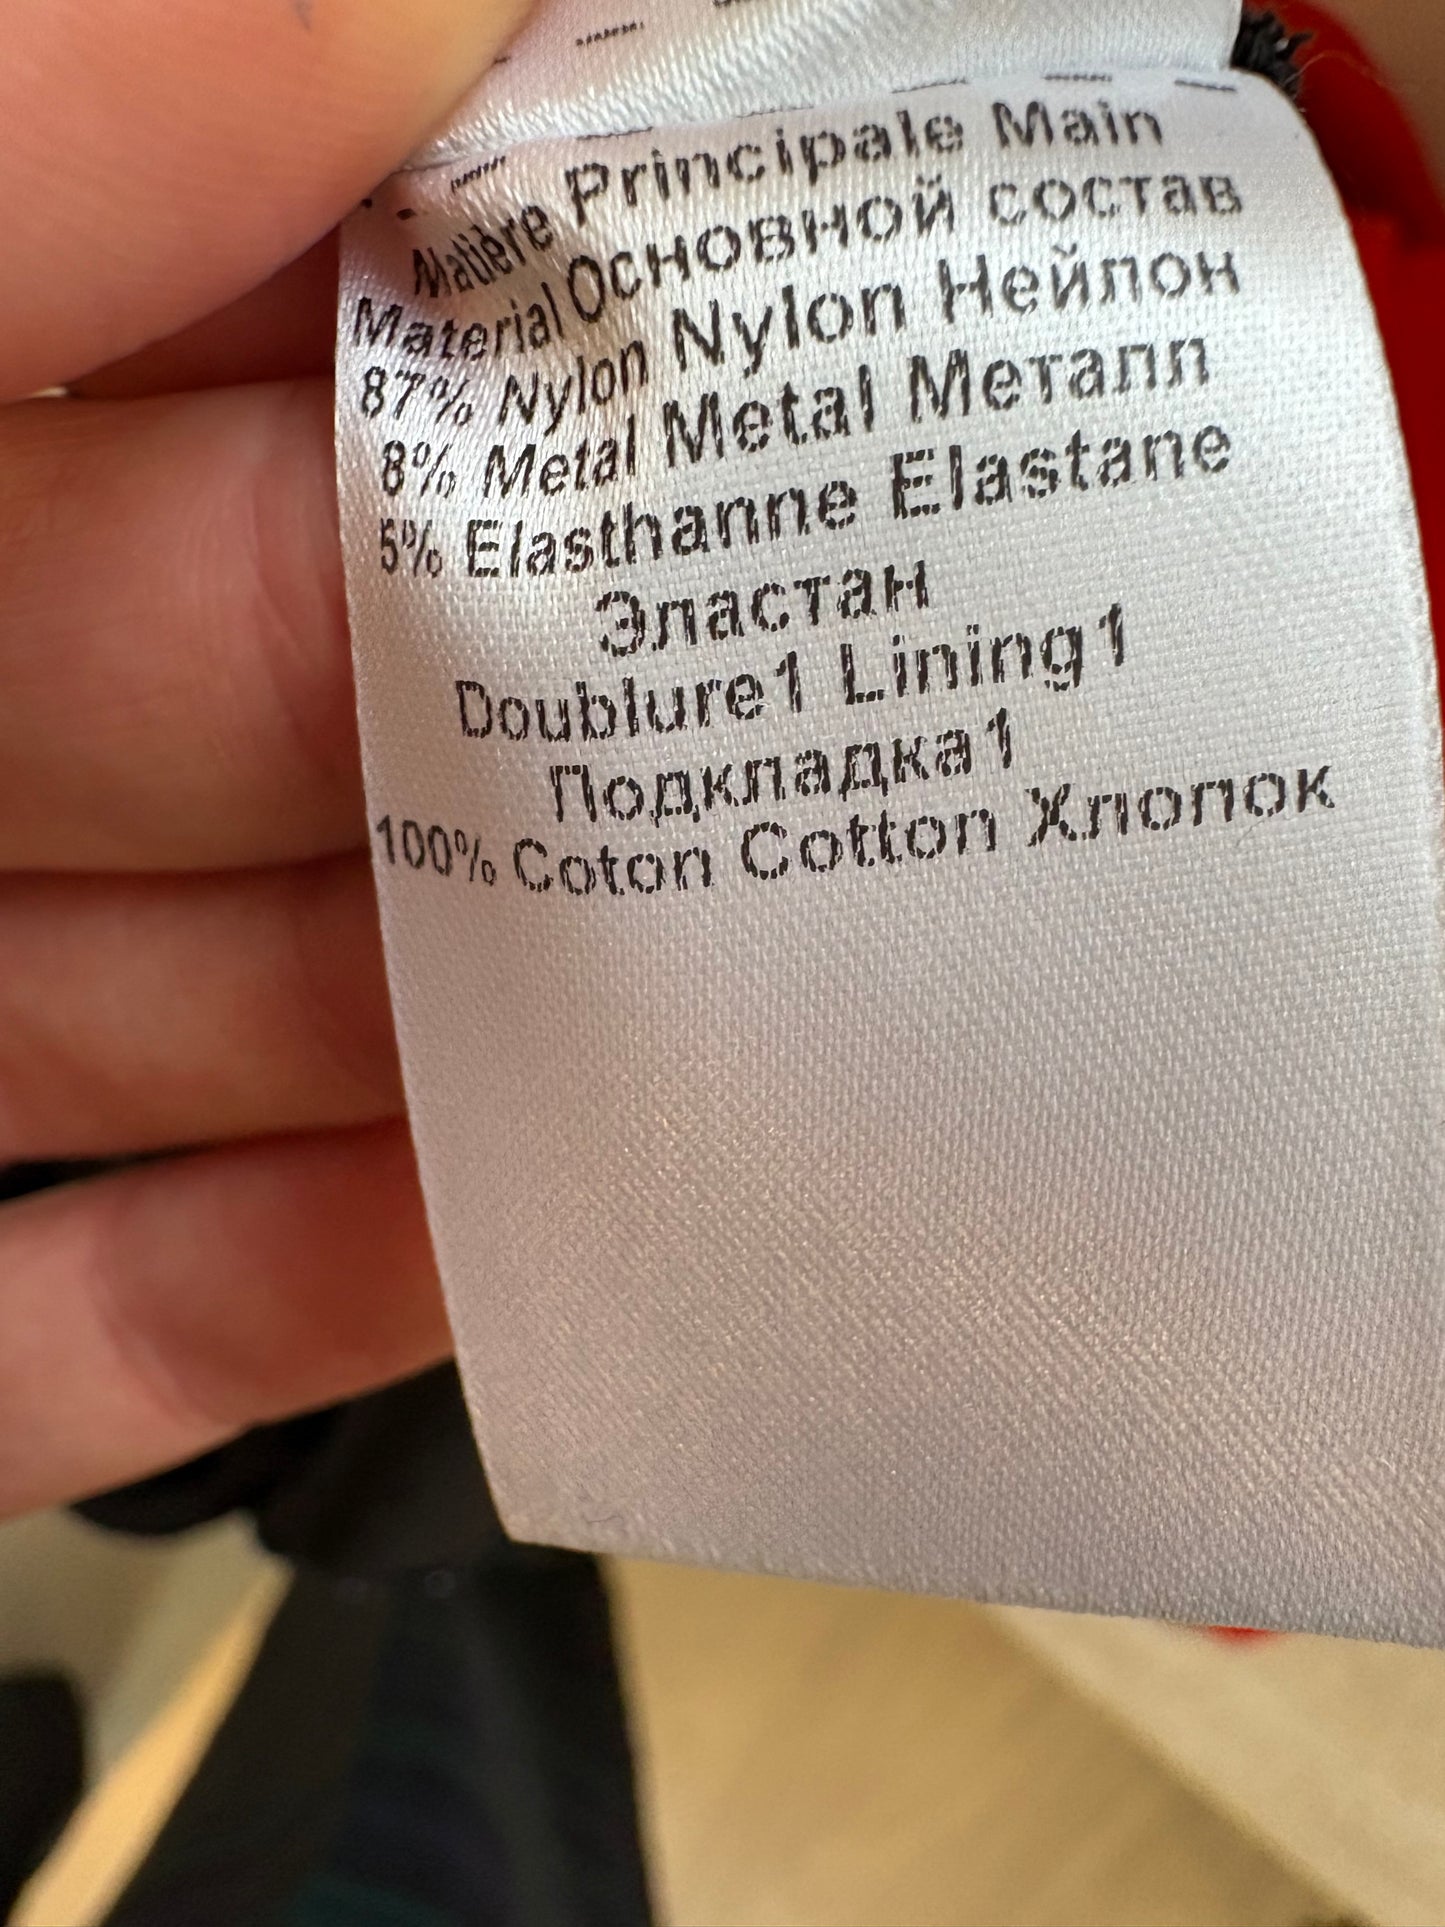 Matière Principale Main
Material Основной состав
87% Nylon Nylon Нейлон
8% Metal Metal Металл
5% Elasthanne Elastane
Эластан
Doublure1 Lining1
Подкладка1
100% Coton Cotton Хлопок